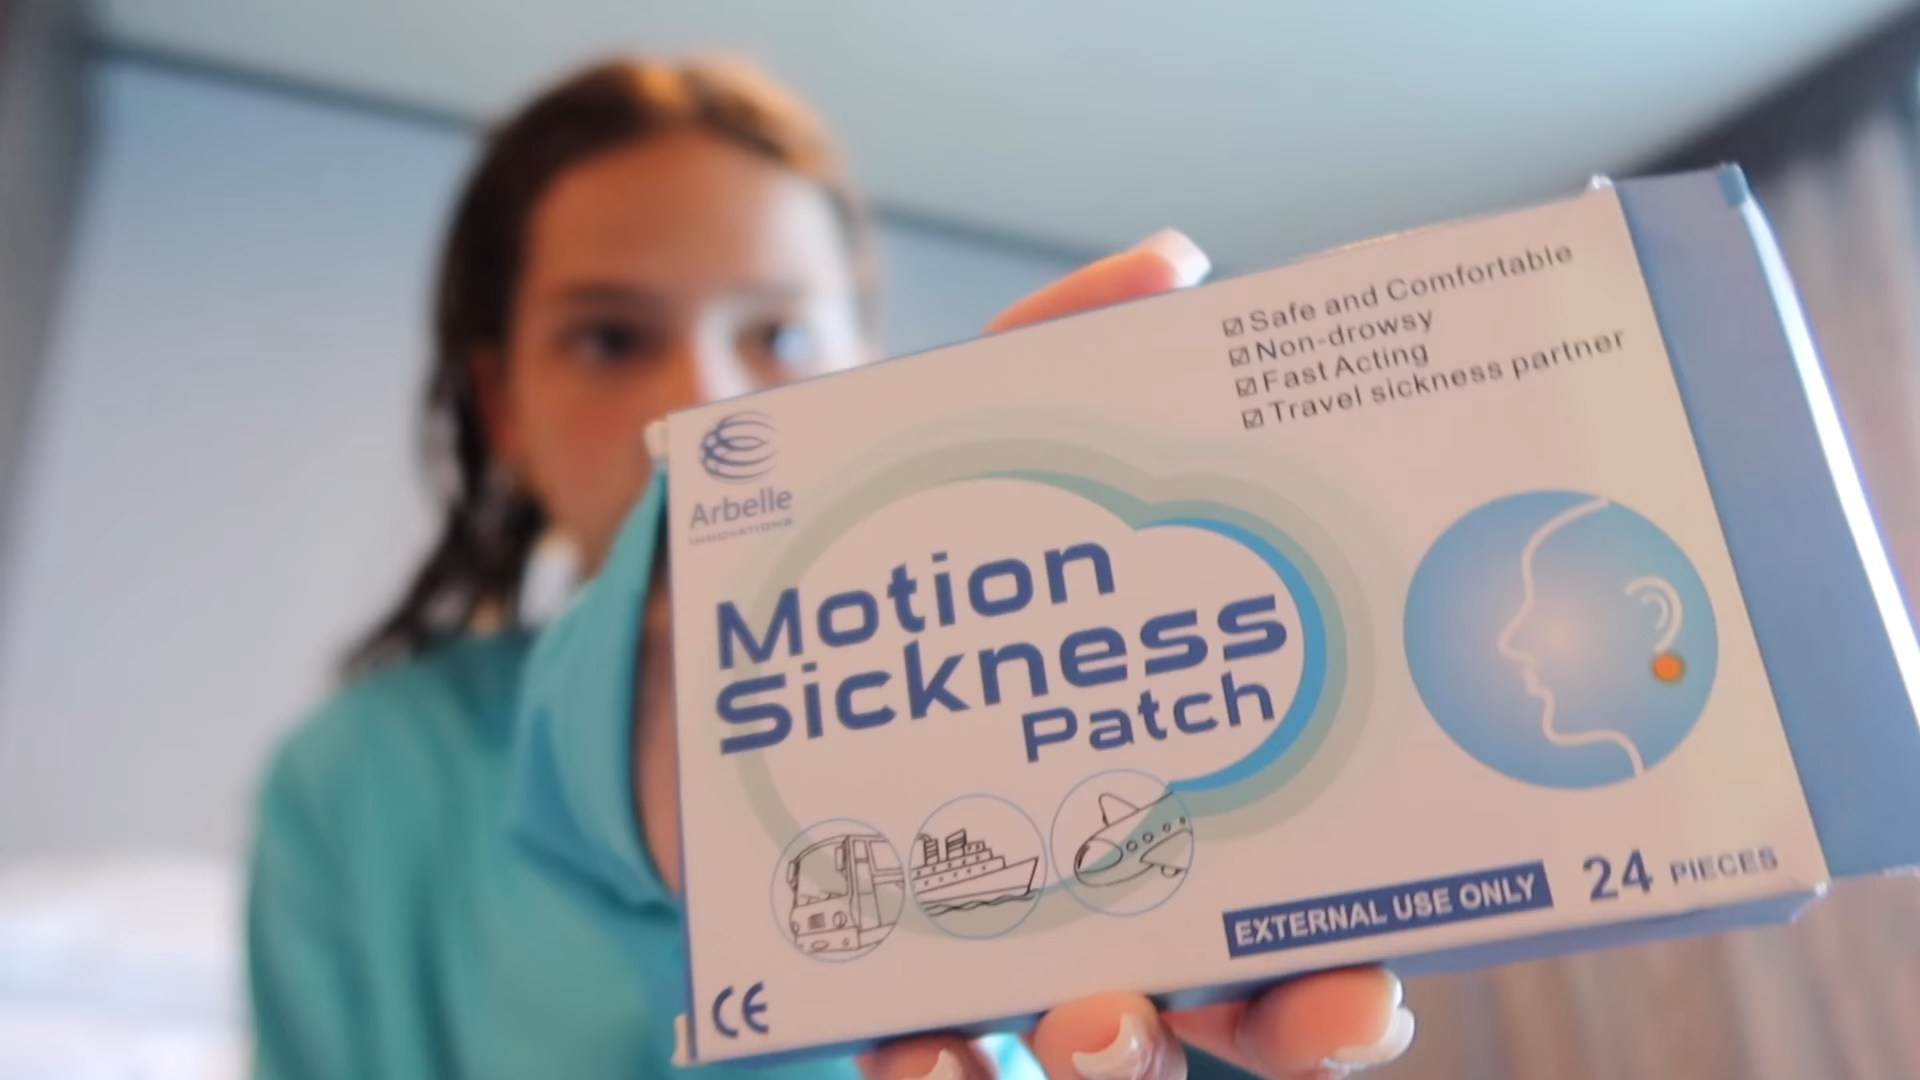 Safe and Comfortable
Non-drowsy
Fast Acting
Travel sickness partner
Arbelle
INNOVATIONS
Motion
Sickness
Patch
EXTERNAL USE ONLY
24 PIECES
CE